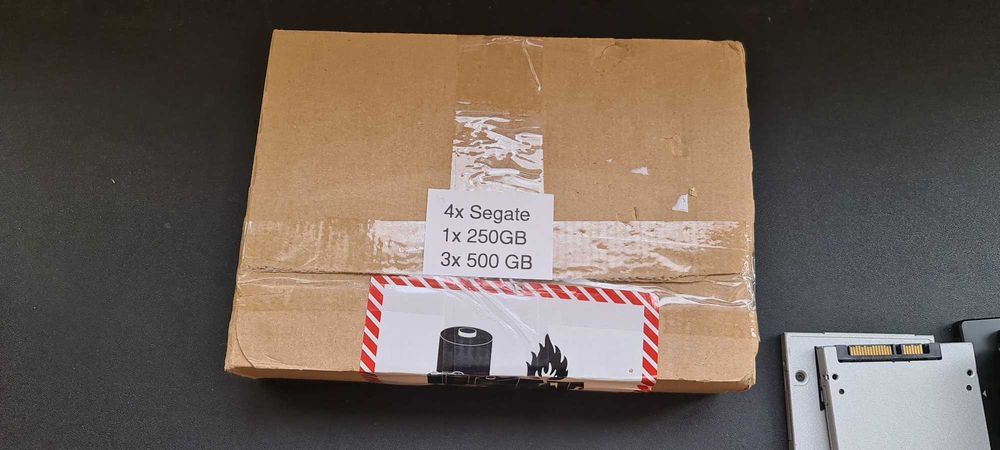 4x Segate
1x 250GB
3x 500 GB